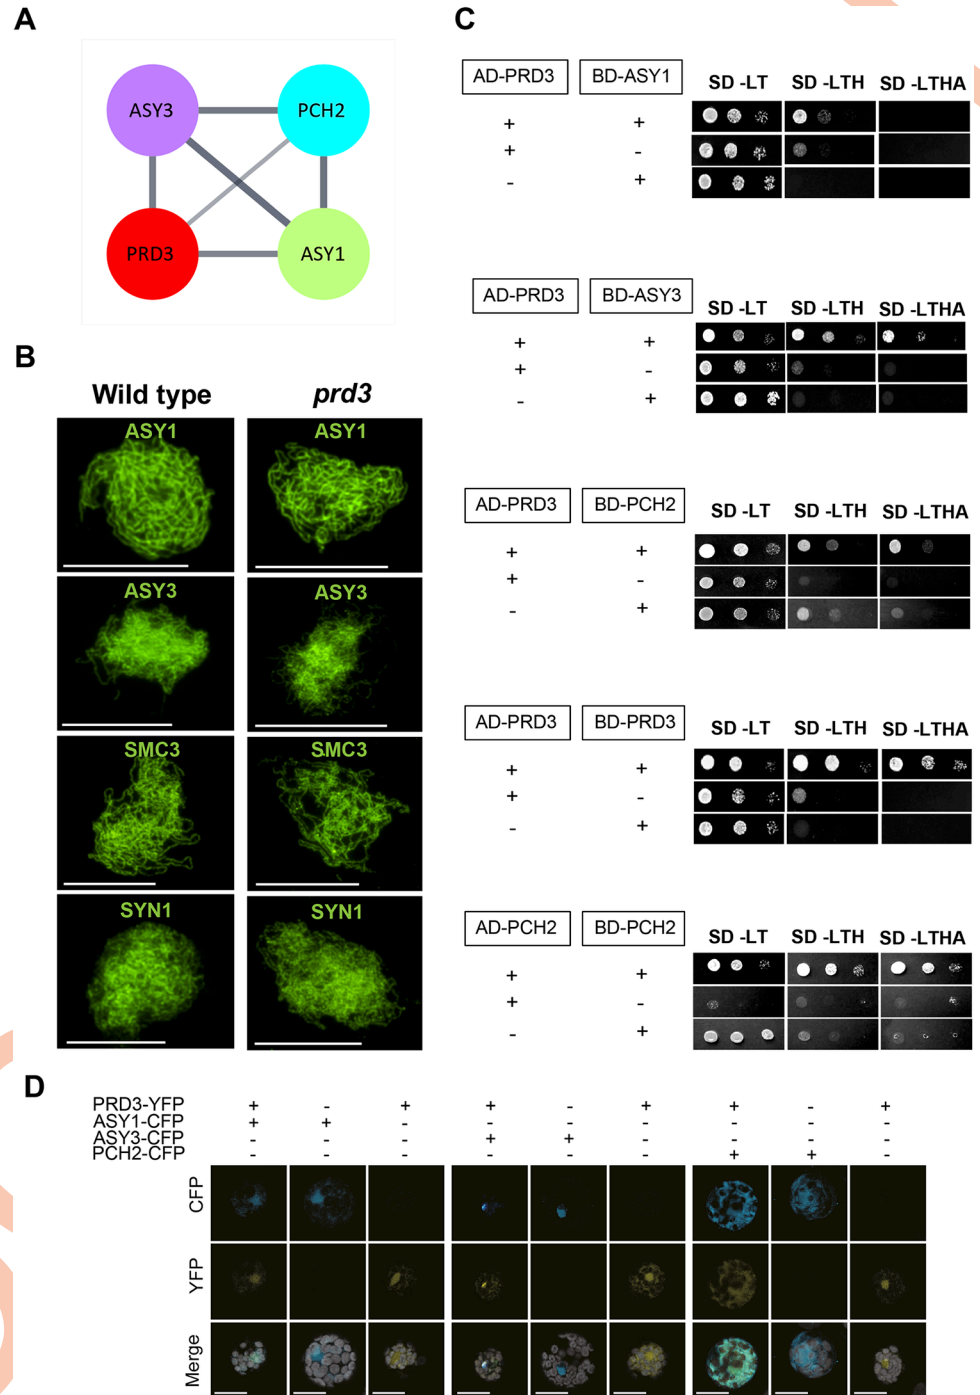 A
ASY3
PCH2
PRD3
ASY1
B
Wild type
prd3
ASY1
ASY1
ASY3
ASY3
SMC3
SMC3
SYN1
SYN1
C
AD-PRD3 BD-ASY1 SD -LT SD -LTH SD -LTHA
+ +
+ -
- +
AD-PRD3 BD-ASY3 SD -LT SD -LTH SD -LTHA
+ +
+ -
- +
AD-PRD3 BD-PCH2 SD -LT SD -LTH SD -LTHA
+ +
+ -
- +
AD-PRD3 BD-PRD3 SD -LT SD -LTH SD -LTHA
+ +
+ -
- +
AD-PCH2 BD-PCH2 SD -LT SD -LTH SD -LTHA
+ +
+ -
- +
D
PRD3-YFP + - + + - + + - +
ASY1-CFP + + - - - - - - -
ASY3-CFP - - - + + - - - -
PCH2-CFP - - - - - - + + -
CFP
YFP
Merge